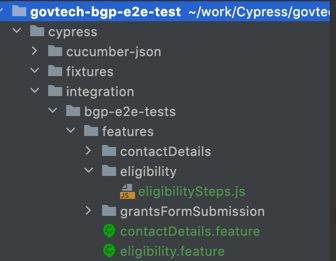 govtech-bgp-e2e-test ~/work/Cypress/govtec
cypress
cucumber-json
fixtures
integration
bgp-e2e-tests
features
contactDetails
eligibility
JS eligibilitySteps.js
grantsFormSubmission
contactDetails.feature
eligibility.feature